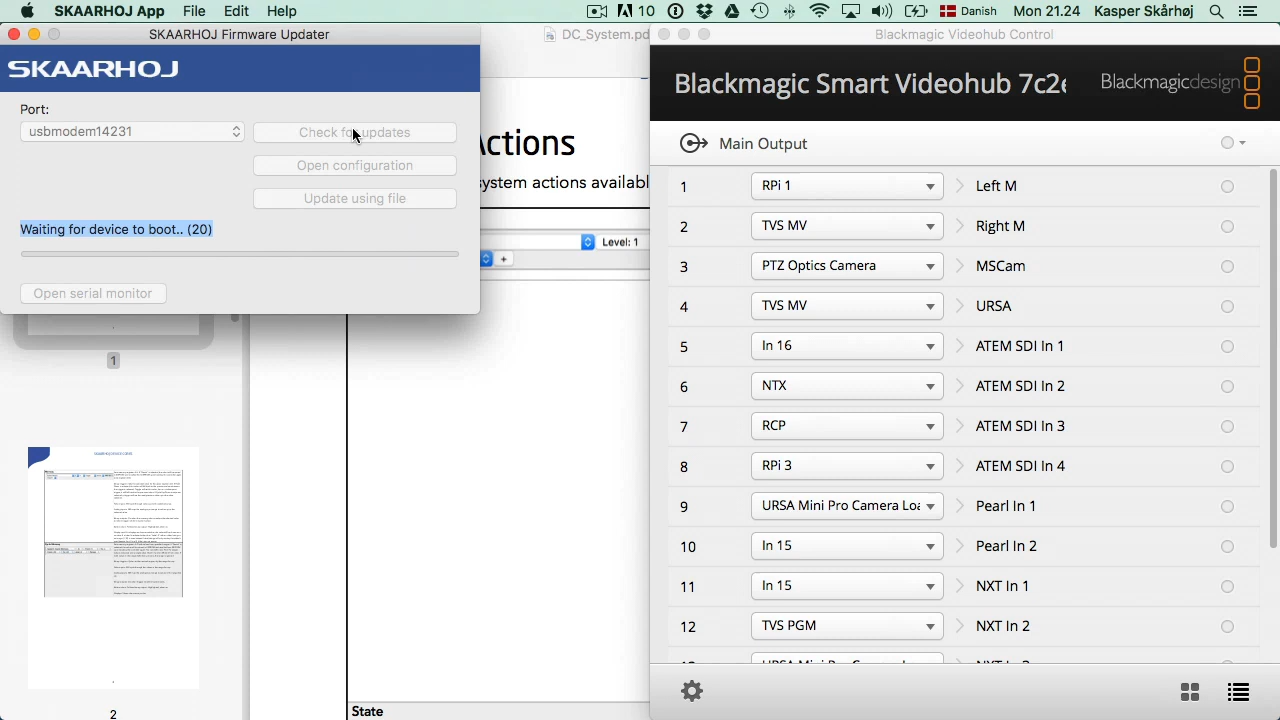 SKAARHOJ App File Edit Help 10 Danish Mon 21.24 Kasper Skårhøj
SKAARHOJ Firmware Updater
SKAARHOJ
Port:
usbmodem14231
Check for updates
Open configuration
Update using file
Waiting for device to boot.. (20)
Open serial monitor
1
2
DC_System.pd
Actions
ystem actions availabl
Level: 1
+
State
Blackmagic Videohub Control
Blackmagic Smart Videohub 7c2e
Blackmagicdesign
Main Output
1 RPi 1 Left M
2 TVS MV Right M
3 PTZ Optics Camera MSCam
4 TVS MV URSA
5 In 16 ATEM SDI In 1
6 NTX ATEM SDI In 2
7 RCP ATEM SDI In 3
8 RPi 3 ATEM SDI In 4
9 URSA Mini Pro Camera Loa Pearl In 1
10 In 15 Pearl In 2
11 In 15 NXT In 1
12 TVS PGM NXT In 2